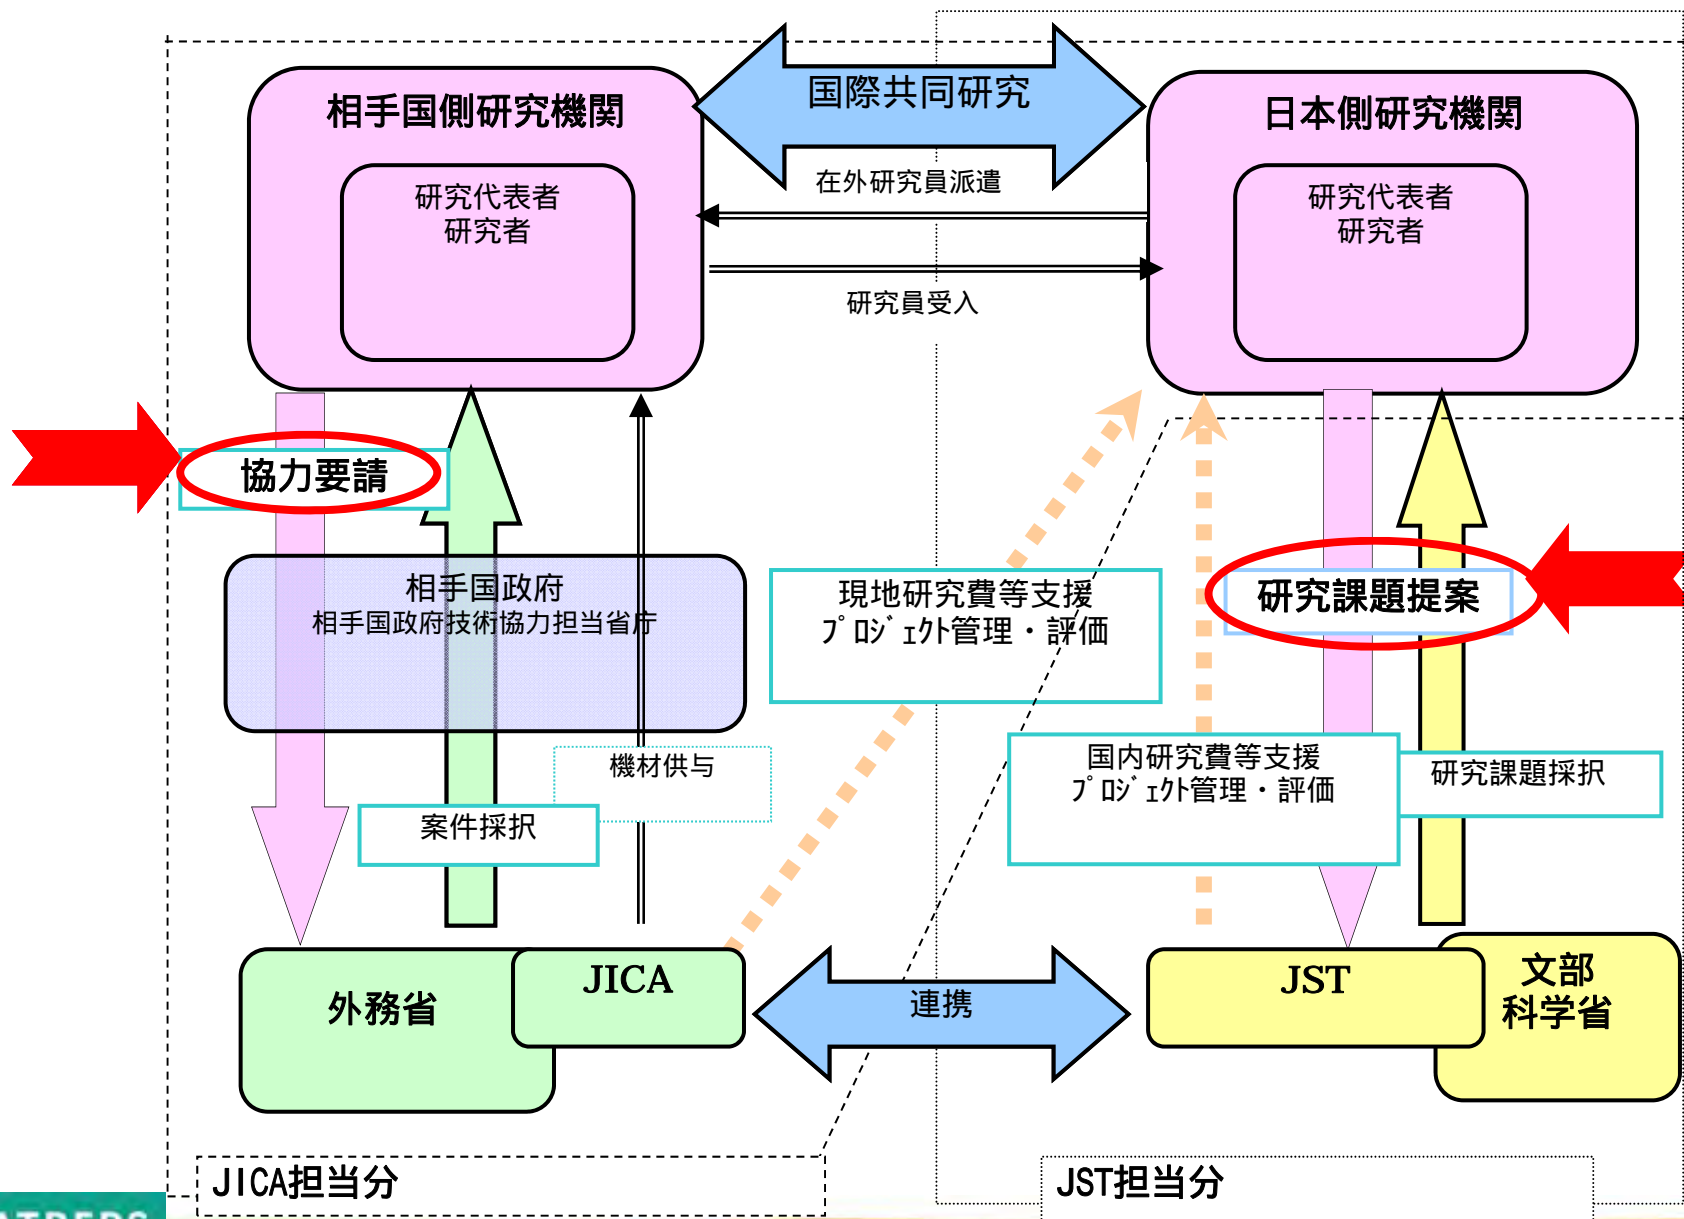 国際共同研究
相手国側研究機関
日本側研究機関
研究代表者
研究者
在外研究員派遣
研究代表者
研究者
研究員受入
協力要請
相手国政府
相手国政府技術協力担当省庁
現地研究費等支援
プロジェクト管理・評価
研究課題提案
機材供与
国内研究費等支援
プロジェクト管理・評価
研究課題採択
案件採択
外務省
JICA
連携
JST
文部
科学省
JICA担当分
JST担当分